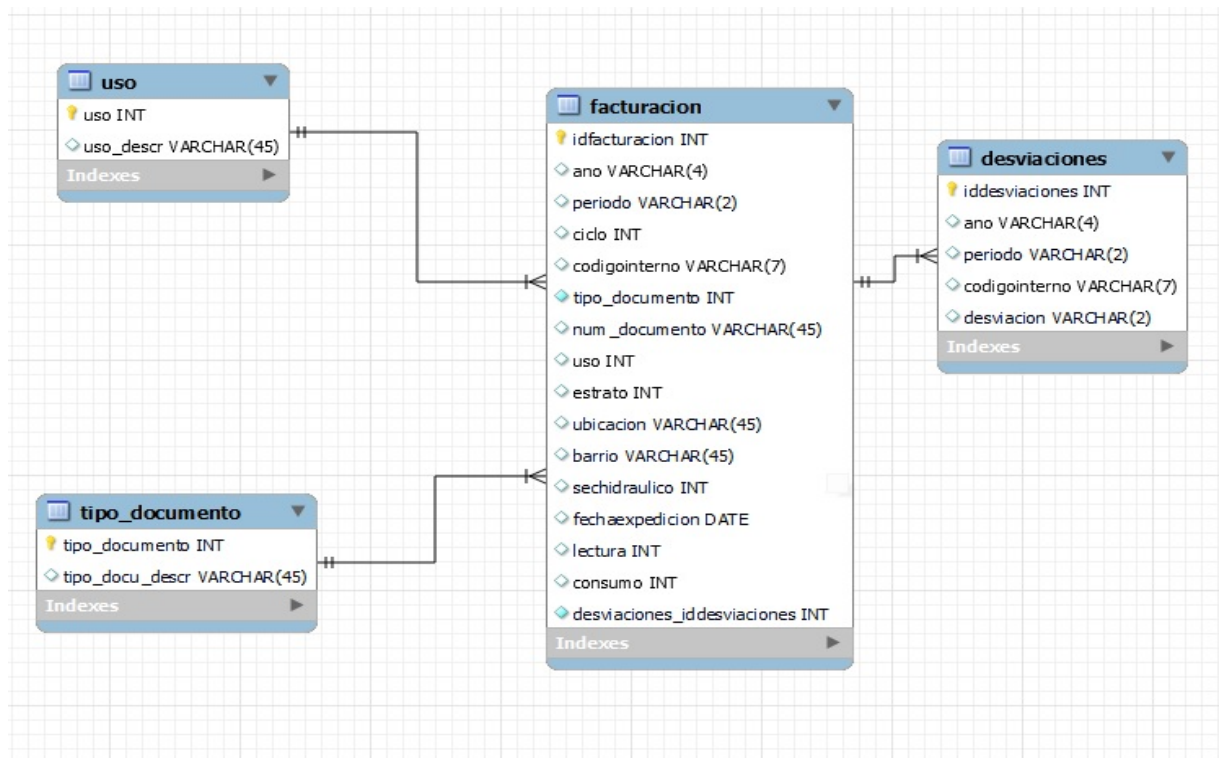 uso
uso INT
uso_descr VARCHAR(45)
Indexes
tipo_documento
tipo_documento INT
tipo_docu_descr VARCHAR(45)
Indexes
facturacion
idfacturacion INT
ano VARCHAR(4)
periodo VARCHAR(2)
ciclo INT
codigointerno VARCHAR(7)
tipo_documento INT
num_documento VARCHAR(45)
uso INT
estrato INT
ubicacion VARCHAR(45)
barrio VARCHAR(45)
sechidraulico INT
fechaexpedicion DATE
lectura INT
consumo INT
desviaciones_iddesviaciones INT
Indexes
desviaciones
iddesviaciones INT
ano VARCHAR(4)
periodo VARCHAR(2)
codigointerno VARCHAR(7)
desviacion VARCHAR(2)
Indexes